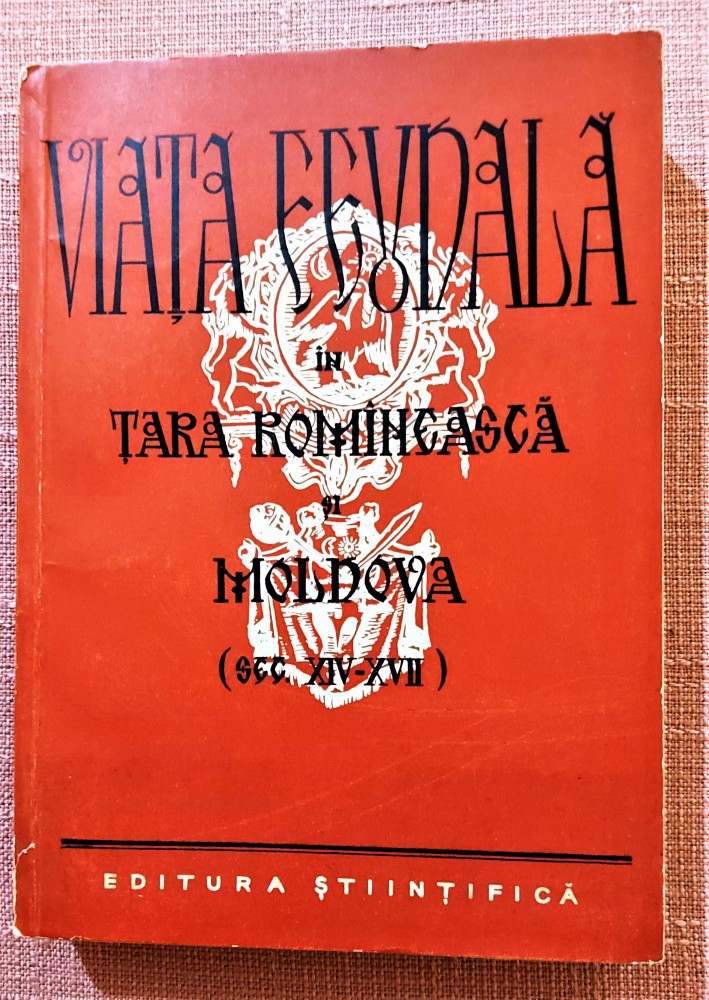 VIAȚA FEUDALĂ
în
ȚARA ROMÎNEASCĂ
și
MOLDOVA
(SEC XIV-XVII)
EDITURA ȘTIINȚIFICĂ